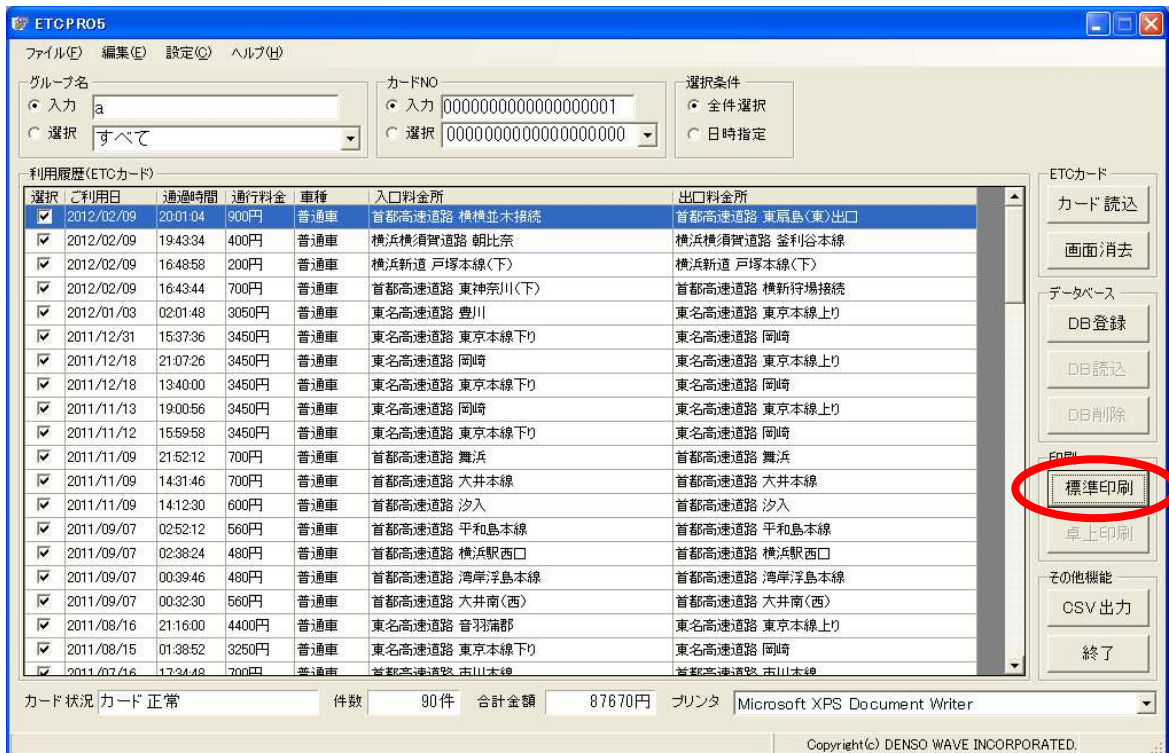 ETCPRO5
ファイル(F) 編集(E) 設定(C) ヘルプ(H)
グループ名 カードNO 選択条件
入力 a 入力 0000000000000000001 全件選択
選択 すべて 選択 0000000000000000000 日時指定
利用履歴(ETCカード) ETCカード
選択 ご利用日 通過時間 通行料金 車種 入口料金所 出口料金所
カード読込
2012/02/09 20:01:04 900円 普通車 首都高速道路 横横並木接続 首都高速道路 東扇島(東)出口
2012/02/09 19:43:34 400円 普通車 横浜横須賀道路 朝比奈 横浜横須賀道路 釜利谷本線
画面消去
2012/02/09 16:48:58 200円 普通車 横浜新道 戸塚本線(下) 横浜新道 戸塚本線(下)
2012/02/09 16:43:44 700円 普通車 首都高速道路 東神奈川(下) 首都高速道路 横新狩場接続
データベース
2012/01/03 02:01:48 3050円 普通車 東名高速道路 豊川 東名高速道路 東京本線上り
DB登録
2011/12/31 15:37:36 3450円 普通車 東名高速道路 東京本線下り 東名高速道路 岡崎
2011/12/18 21:07:26 3450円 普通車 東名高速道路 岡崎 東名高速道路 東京本線上り
DB読込
2011/12/18 13:40:00 3450円 普通車 東名高速道路 東京本線下り 東名高速道路 岡崎
2011/11/13 19:00:56 3450円 普通車 東名高速道路 岡崎 東名高速道路 東京本線上り
DB削除
2011/11/12 15:59:58 3450円 普通車 東名高速道路 東京本線下り 東名高速道路 岡崎
2011/11/09 21:52:12 700円 普通車 首都高速道路 舞浜 首都高速道路 舞浜
印刷
2011/11/09 14:31:46 700円 普通車 首都高速道路 大井本線 首都高速道路 大井本線
標準印刷
2011/11/09 14:12:30 600円 普通車 首都高速道路 汐入 首都高速道路 汐入
2011/09/07 02:52:12 560円 普通車 首都高速道路 平和島本線 首都高速道路 平和島本線
卓上印刷
2011/09/07 02:38:24 480円 普通車 首都高速道路 横浜駅西口 首都高速道路 横浜駅西口
2011/09/07 00:39:46 480円 普通車 首都高速道路 湾岸浮島本線 首都高速道路 湾岸浮島本線
その他機能
2011/09/07 00:32:30 560円 普通車 首都高速道路 大井南(西) 首都高速道路 大井南(西)
CSV出力
2011/08/16 21:16:00 4400円 普通車 東名高速道路 音羽蒲郡 東名高速道路 東京本線上り
2011/08/15 01:38:52 3250円 普通車 東名高速道路 東京本線下り 東名高速道路 岡崎
終了
2011/07/16 17:34:48 700円 普通車 首都高速道路 市川本線 首都高速道路 市川本線
カード状況 カード正常 件数 90件 合計金額 87670円 プリンタ Microsoft XPS Document Writer
Copyright(c) DENSO WAVE INCORPORATED.